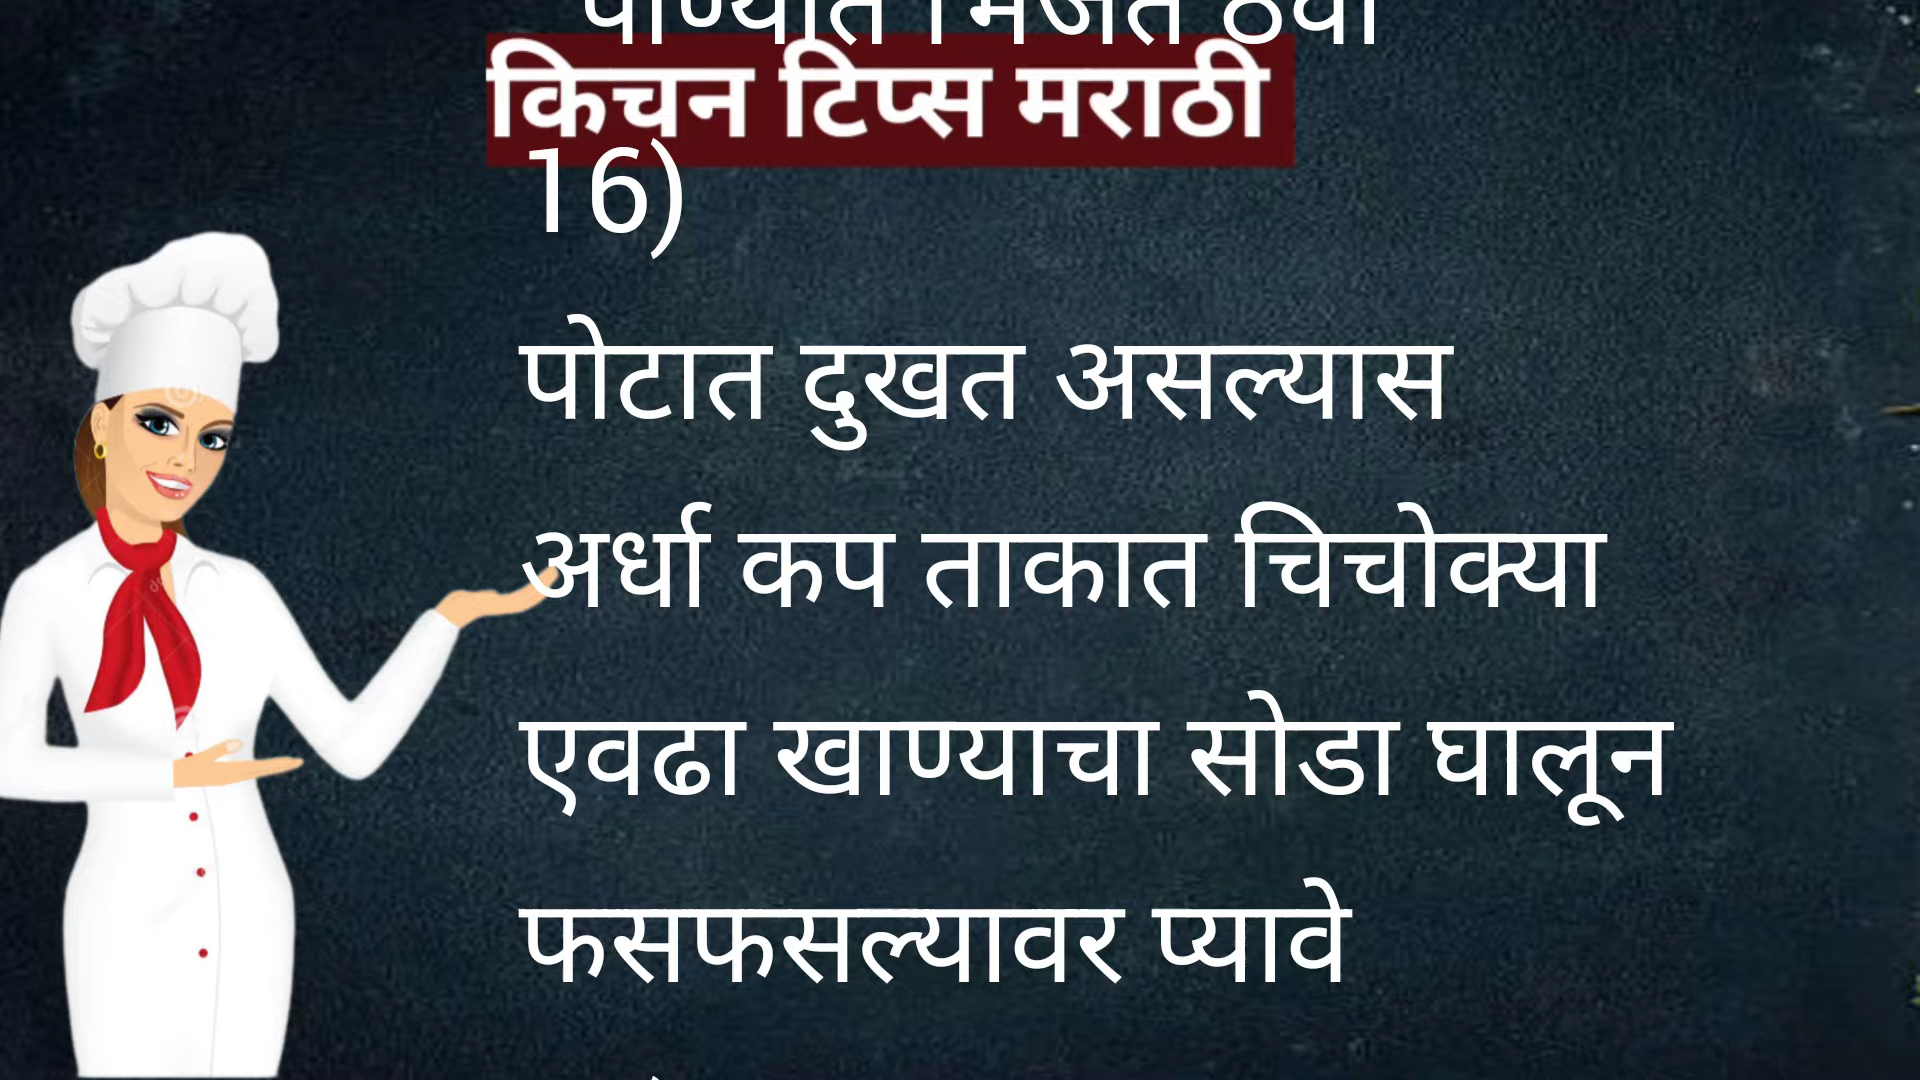 पाण्यात भिजत ठेवा
किचन टिप्स मराठी
16)
पोटात दुखत असल्यास
अर्धा कप ताकात चिचोक्या
एवढा खाण्याचा सोडा घालून
फसफसल्यावर प्यावे